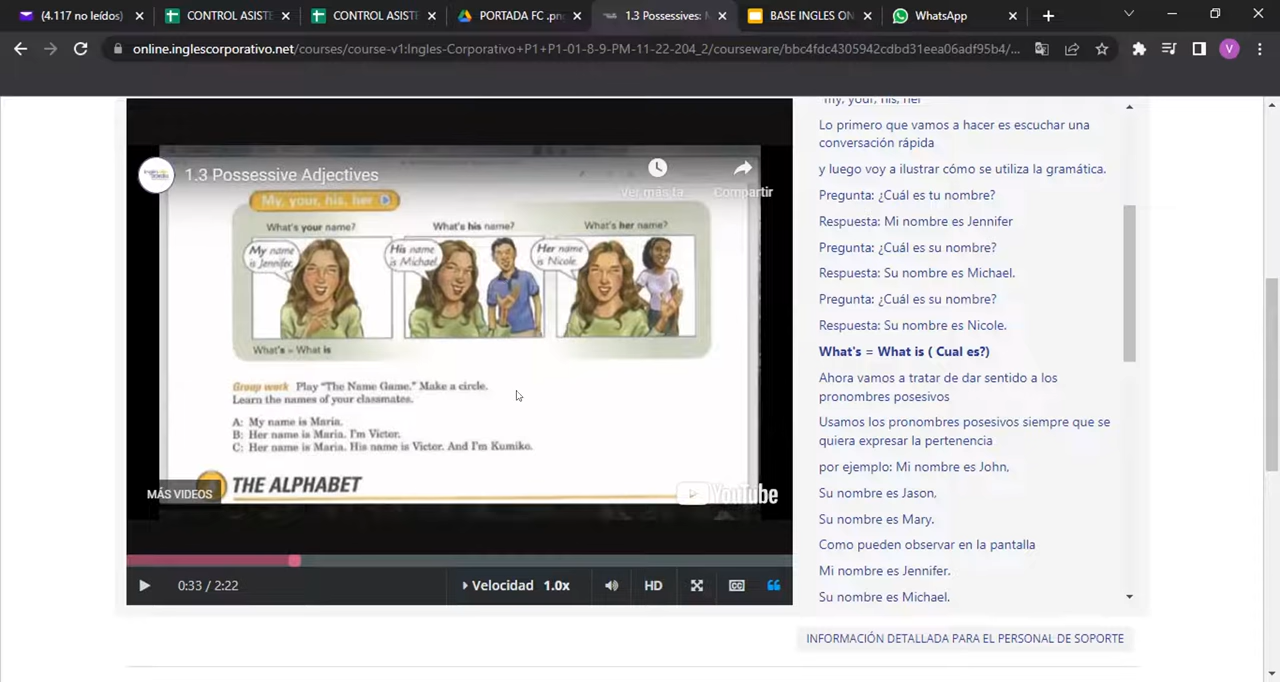 (4.117 no leídos)
CONTROL ASIST
CONTROL ASIST
PORTADA FC .pn
1.3 Possessives: M
BASE INGLES ON
WhatsApp
online.inglescorporativo.net/courses/course-v1:Ingles-Corporativo+P1+P1-01-8-9-PM-11-22-204_2/courseware/bbc4fdc4305942cdbd31eea06adf95b4/...
V
1.3 Possessive Adjectives
Ver más ta...
Compartir
My, your, his, her
What's your name?
What's his name?
What's her name?
My name
is Jennifer.
His name
is Michael.
Her name
is Nicole.
What's = What is
Group work Play "The Name Game." Make a circle.
Learn the names of your classmates.
A: My name is Maria.
B: Her name is Maria. I'm Victor.
C: Her name is Maria. His name is Victor. And I'm Kumiko.
THE ALPHABET
MÁS VIDEOS
YouTube
0:33 / 2:22
Velocidad 1.0x
HD
CC
my, your, his, her
Lo primero que vamos a hacer es escuchar una
conversación rápida
y luego voy a ilustrar cómo se utiliza la gramática.
Pregunta: ¿Cuál es tu nombre?
Respuesta: Mi nombre es Jennifer
Pregunta: ¿Cuál es su nombre?
Respuesta: Su nombre es Michael.
Pregunta: ¿Cuál es su nombre?
Respuesta: Su nombre es Nicole.
What's = What is ( Cual es?)
Ahora vamos a tratar de dar sentido a los
pronombres posesivos
Usamos los pronombres posesivos siempre que se
quiera expresar la pertenencia
por ejemplo: Mi nombre es John,
Su nombre es Jason,
Su nombre es Mary.
Como pueden observar en la pantalla
Mi nombre es Jennifer.
Su nombre es Michael.
INFORMACIÓN DETALLADA PARA EL PERSONAL DE SOPORTE